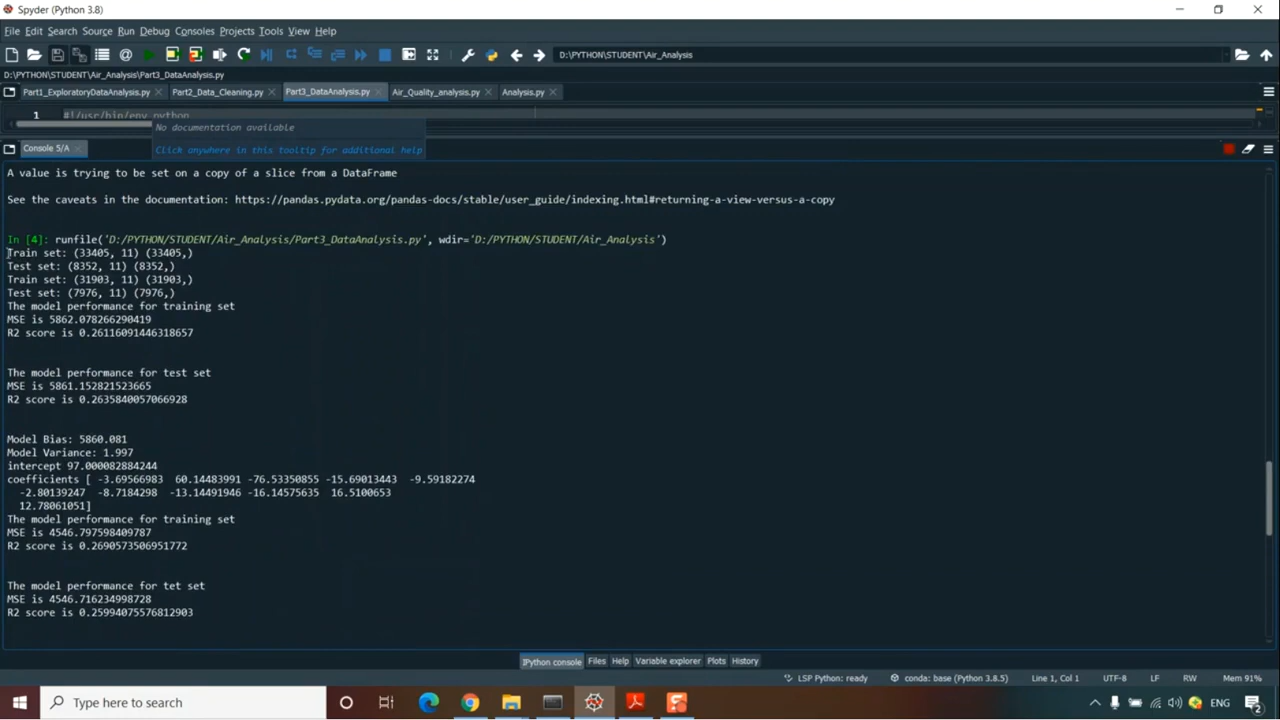 Spyder (Python 3.8)
File Edit Search Source Run Debug Consoles Projects Tools View Help
D:\PYTHON\STUDENT\Air_Analysis
D:\PYTHON\STUDENT\Air_Analysis\Part3_DataAnalysis.py
Part1_ExploratoryDataAnalysis.py Part2_Data_Cleaning.py Part3_DataAnalysis.py Air_Quality_analysis.py Analysis.py
1 #!/usr/bin/env python
No documentation available
Click anywhere in this tooltip for additional help
Console 5/A
A value is trying to be set on a copy of a slice from a DataFrame
See the caveats in the documentation: https://pandas.pydata.org/pandas-docs/stable/user_guide/indexing.html#returning-a-view-versus-a-copy
In [4]: runfile('D:/PYTHON/STUDENT/Air_Analysis/Part3_DataAnalysis.py', wdir='D:/PYTHON/STUDENT/Air_Analysis')
Train set: (33405, 11) (33405,)
Test set: (8352, 11) (8352,)
Train set: (31903, 11) (31903,)
Test set: (7976, 11) (7976,)
The model performance for training set
MSE is 5862.078266290419
R2 score is 0.26116091446318657
The model performance for test set
MSE is 5861.152821523665
R2 score is 0.2635840057066928
Model Bias: 5860.081
Model Variance: 1.997
intercept 97.000082884244
coefficients [ -3.69566983 60.14483991 -76.53350855 -15.69013443 -9.59182274
-2.80139247 -8.7184298 -13.14491946 -16.14575635 16.5100653
12.78061051]
The model performance for training set
MSE is 4546.797598409787
R2 score is 0.2690573506951772
The model performance for tet set
MSE is 4546.716234998728
R2 score is 0.25994075576812903
IPython console Files Help Variable explorer Plots History
LSP Python: ready conda: base (Python 3.8.5) Line 1, Col 1 UTF-8 LF RW Mem 91%
Type here to search
ENG
2